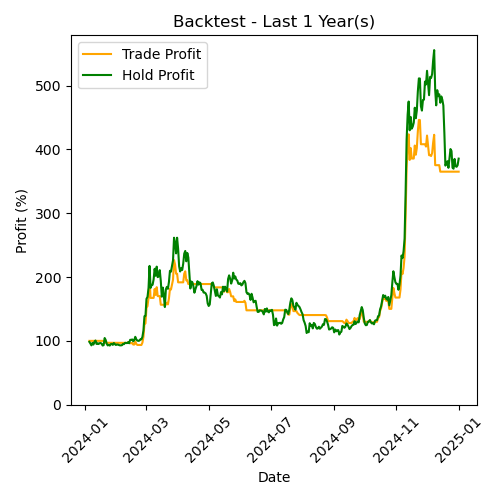 Backtest - Last 1 Year(s)
Trade Profit
Hold Profit
Profit (%)
500
400
300
200
100
0
2024-01
2024-03
2024-05
2024-07
2024-09
2024-11
2025-01
Date